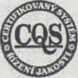 CERTIFIKOVANÝ SYSTÉM
CQS
ŘÍZENÍ JAKOSTI